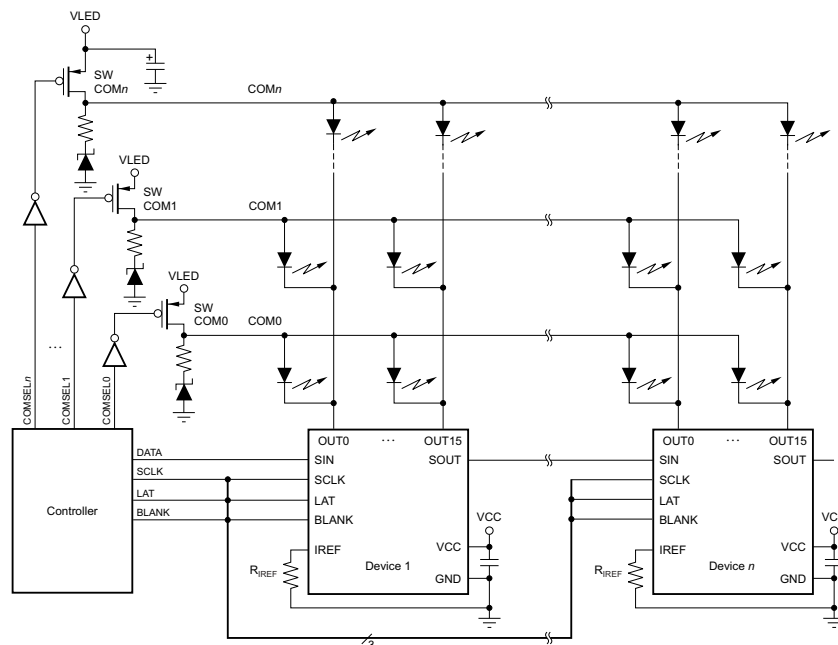 VLED
SW
COMn
COMn
VLED
SW
COM1
COM1
VLED
SW
COM0
COM0
...
COMSELn
COMSEL1
COMSEL0
Controller
DATA
SCLK
LAT
BLANK
OUT0 ... OUT15
SIN SOUT
SCLK
LAT
BLANK
IREF
VCC
GND
Device 1
RIREF
VCC
OUT0 ... OUT15
SIN SOUT
SCLK
LAT
BLANK
IREF
VCC
GND
Device n
RIREF
VC
3